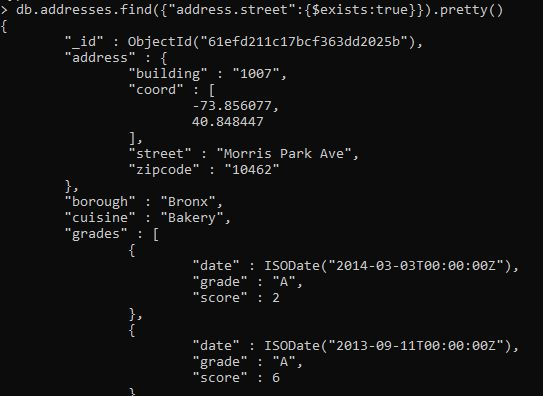 > db.addresses.find({"address.street":{$exists:true}}).pretty()
{
        "_id" : ObjectId("61efd211c17bcf363dd2025b"),
        "address" : {
                "building" : "1007",
                "coord" : [
                        -73.856077,
                        40.848447
                ],
                "street" : "Morris Park Ave",
                "zipcode" : "10462"
        },
        "borough" : "Bronx",
        "cuisine" : "Bakery",
        "grades" : [
                {
                        "date" : ISODate("2014-03-03T00:00:00Z"),
                        "grade" : "A",
                        "score" : 2
                },
                {
                        "date" : ISODate("2013-09-11T00:00:00Z"),
                        "grade" : "A",
                        "score" : 6
                }